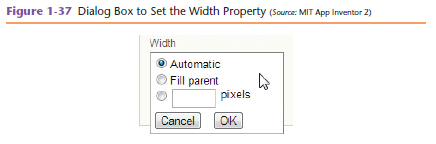 Figure 1-37 Dialog Box to Set the Width Property (Source: MIT App Inventor 2)
Width
Automatic
Fill parent
pixels
Cancel OK